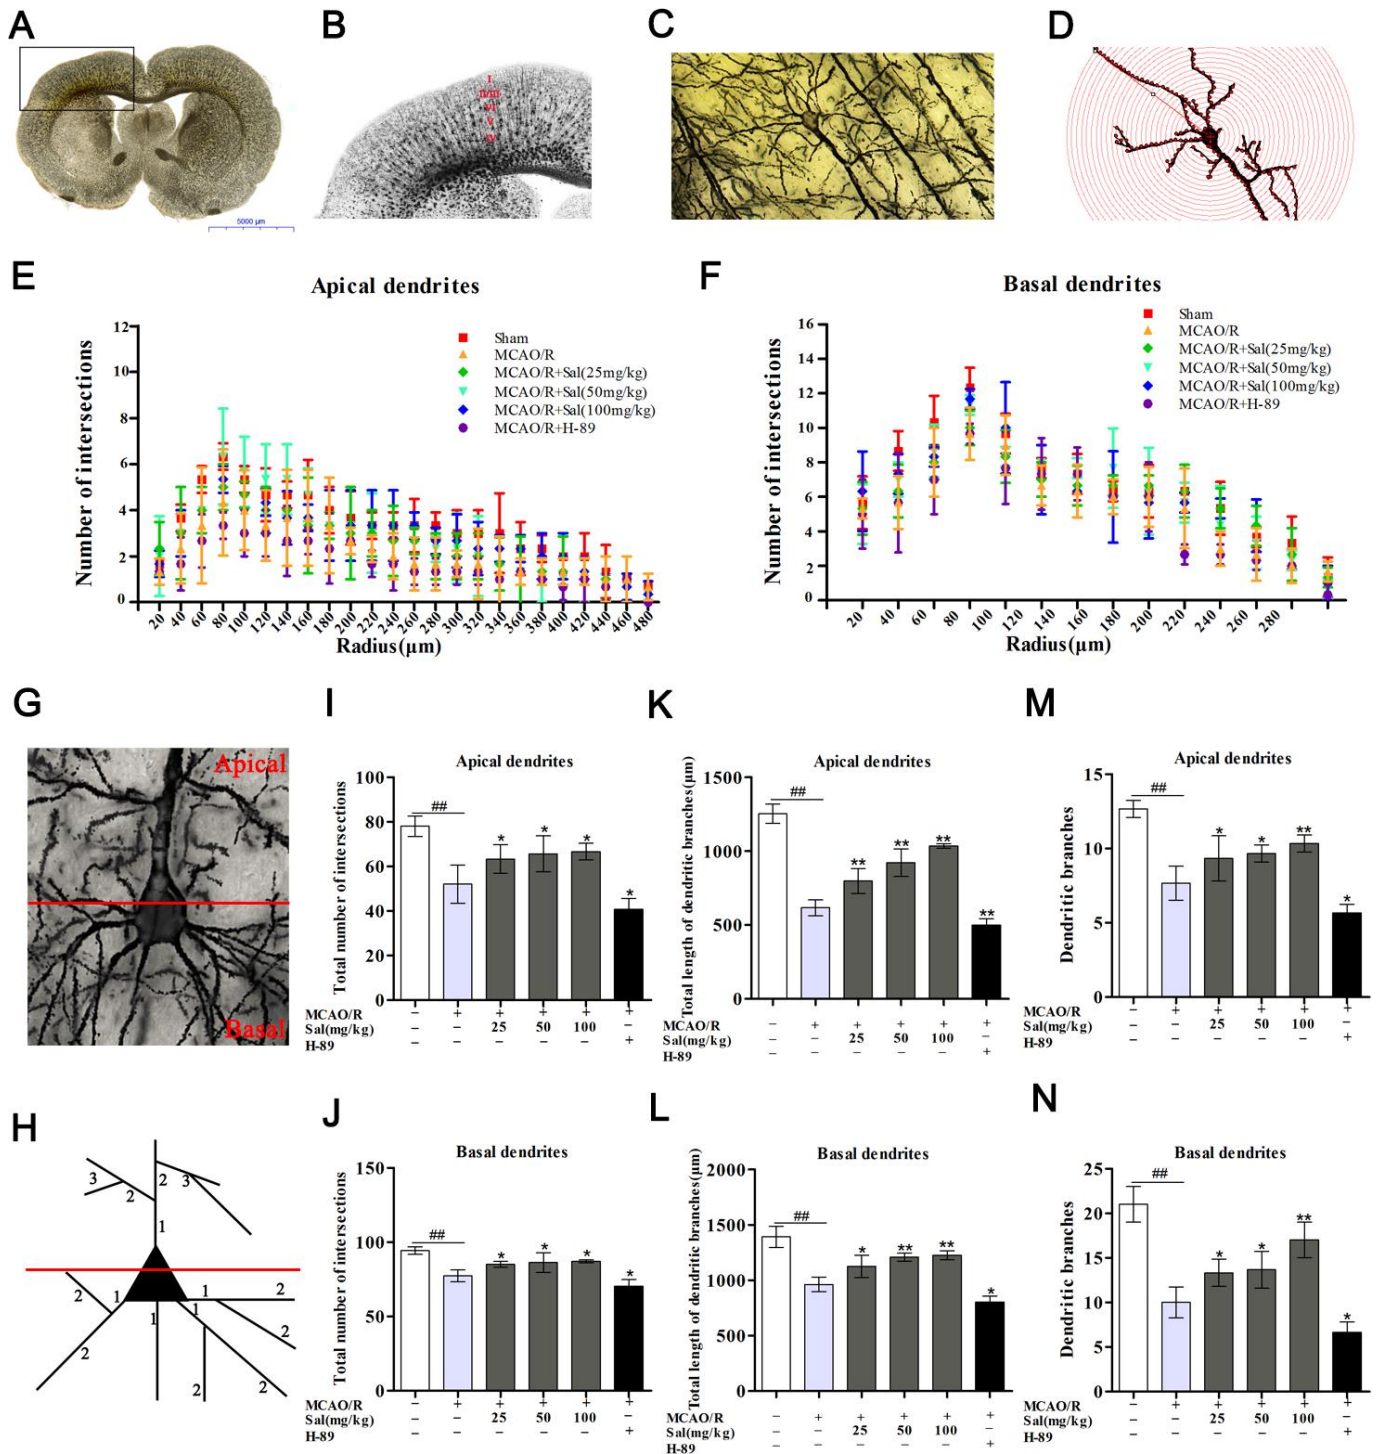 A
B
C
D
5000 µm
I
II/III
VI
V
IV
E
Apical dendrites
Number of intersections
12
10
8
6
4
2
0
Sham
MCAO/R
MCAO/R+Sal(25mg/kg)
MCAO/R+Sal(50mg/kg)
MCAO/R+Sal(100mg/kg)
MCAO/R+H-89
20 40 60 80 100 120 140 160 180 200 220 240 260 280 300 320 340 360 380 400 420 440 460 480
Radius(µm)
F
Basal dendrites
Number of intersections
16
14
12
10
8
6
4
2
0
Sham
MCAO/R
MCAO/R+Sal(25mg/kg)
MCAO/R+Sal(50mg/kg)
MCAO/R+Sal(100mg/kg)
MCAO/R+H-89
20 40 60 80 100 120 140 160 180 200 220 240 260 280
Radius(µm)
G
Apical
Basal
I
Apical dendrites
Total number of intersections
100
80
60
40
20
0
##
* * * *
MCAO/R − + + + + +
Sal(mg/kg) − − 25 50 100 −
H-89 − − − − − +
K
Apical dendrites
Total length of dendritic branches(µm)
1500
1000
500
0
##
** ** ** **
MCAO/R − + + + + +
Sal(mg/kg) − − 25 50 100 −
H-89 − − − − − +
M
Apical dendrites
Dendritic branches
15
10
5
0
##
* * ** *
MCAO/R − + + + + +
Sal(mg/kg) − − 25 50 100 −
H-89 − − − − − +
H
3 2 2 3
1
2 1 1 2
1 1
2 2
2 2
J
Basal dendrites
Total number of intersections
150
100
50
0
##
* * * *
MCAO/R − + + + + +
Sal(mg/kg) − − 25 50 100 −
H-89 − − − − − +
L
Basal dendrites
Total length of dendritic branches(µm)
2000
1500
1000
500
0
##
* ** ** *
MCAO/R − + + + + +
Sal(mg/kg) − − 25 50 100 −
H-89 − − − − − +
N
Basal dendrites
Dendritic branches
25
20
15
10
5
0
##
* * ** *
MCAO/R − + + + + +
Sal(mg/kg) − − 25 50 100 −
H-89 − − − − − +